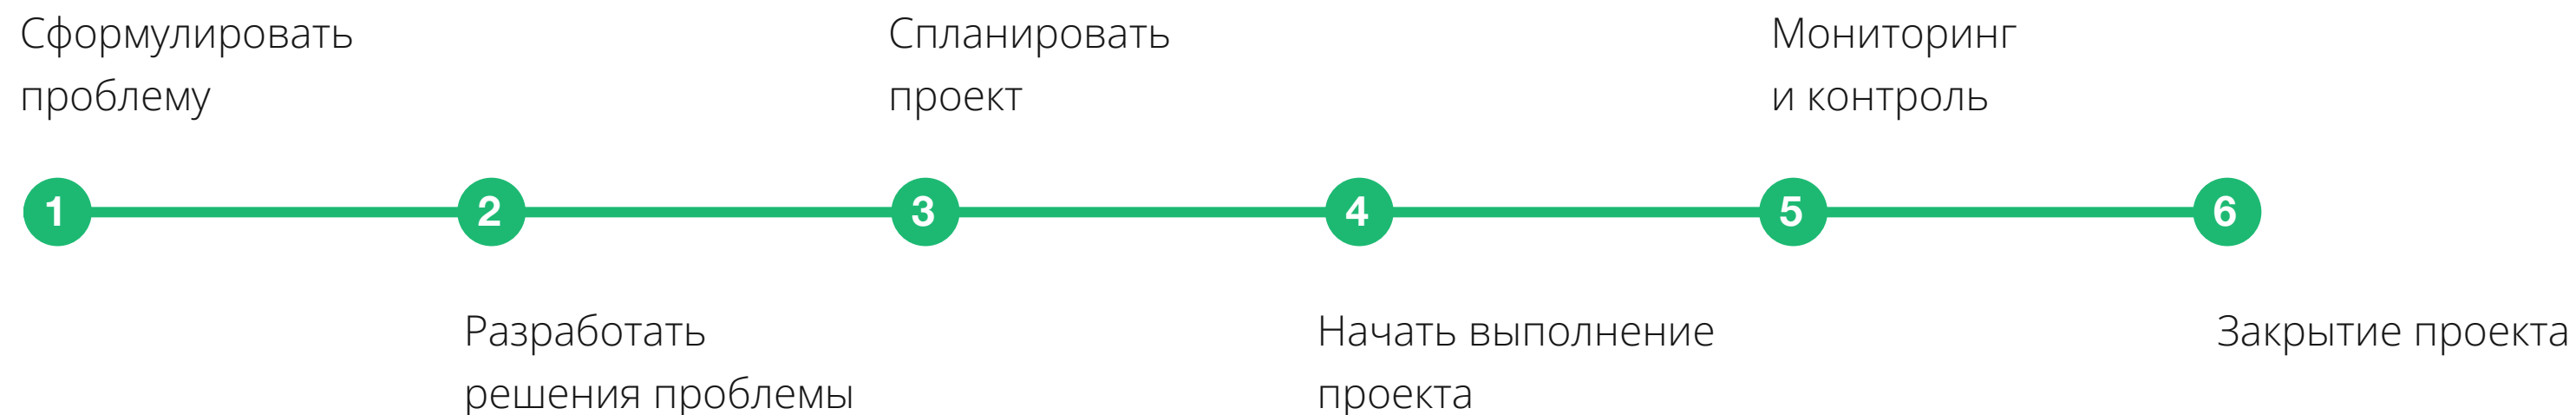 Сформулировать
проблему
Спланировать
проект
Мониторинг
и контроль
1
2
3
4
5
6
Разработать
решения проблемы
Начать выполнение
проекта
Закрытие проекта